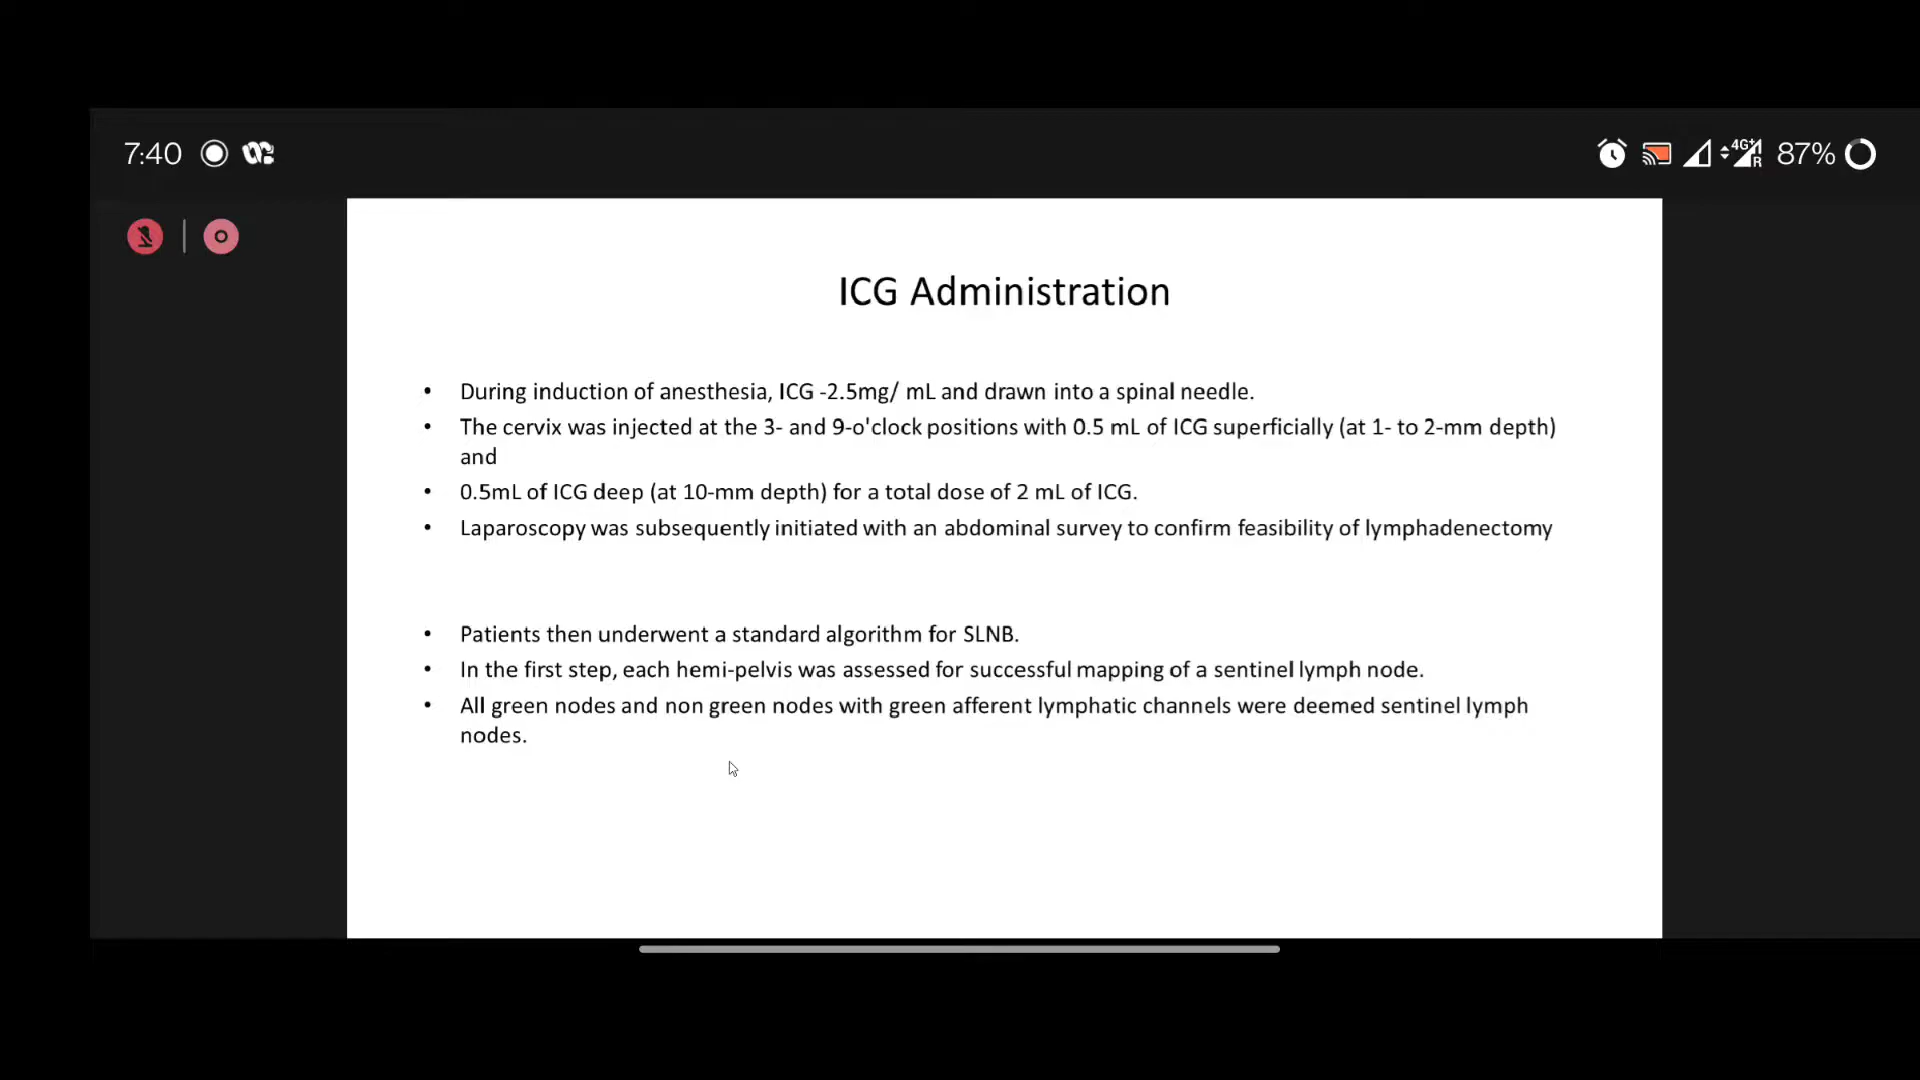 7:40
4G+ R 87%
ICG Administration
• During induction of anesthesia, ICG -2.5mg/ mL and drawn into a spinal needle.
• The cervix was injected at the 3- and 9-o'clock positions with 0.5 mL of ICG superficially (at 1- to 2-mm depth)
and
• 0.5mL of ICG deep (at 10-mm depth) for a total dose of 2 mL of ICG.
• Laparoscopy was subsequently initiated with an abdominal survey to confirm feasibility of lymphadenectomy
• Patients then underwent a standard algorithm for SLNB.
• In the first step, each hemi-pelvis was assessed for successful mapping of a sentinel lymph node.
• All green nodes and non green nodes with green afferent lymphatic channels were deemed sentinel lymph
nodes.